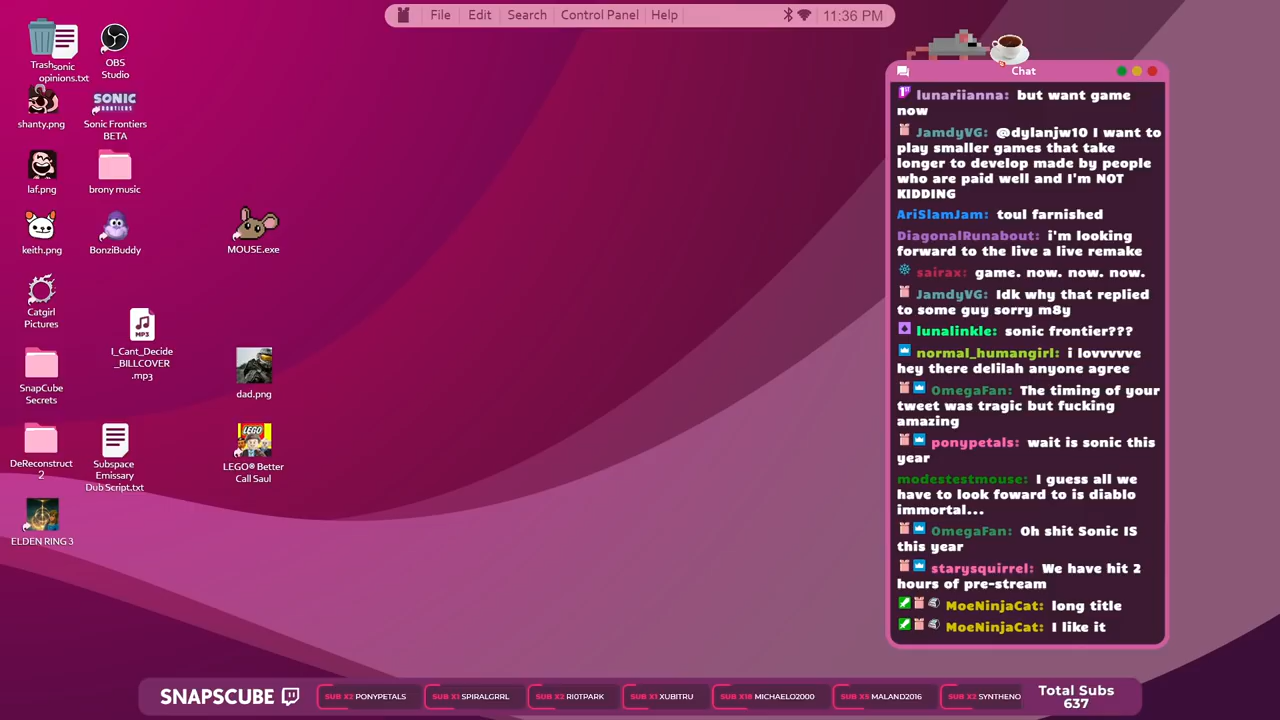 File Edit Search Control Panel Help 11:36 PM
Trash
sonic
opinions.txt
OBS
Studio
shanty.png
SONIC
FRONTIERS
Sonic Frontiers
BETA
laf.png
brony music
keith.png
BonziBuddy
MOUSE.exe
Catgirl
Pictures
MP3
I_Cant_Decide
_BILLCOVER
.mp3
SnapCube
Secrets
dad.png
DeReconstruct
2
Subspace
Emissary
Dub Script.txt
LEGO
LEGO® Better
Call Saul
ELDEN RING 3
Chat
lunariianna: but want game
now
JamdyVG: @dylanjw10 I want to
play smaller games that take
longer to develop made by people
who are paid well and I'm NOT
KIDDING
AriSlamJam: toul farnished
DiagonalRunabout: i'm looking
forward to the live a live remake
sairax: game. now. now. now.
JamdyVG: Idk why that replied
to some guy sorry m8y
lunalinkle: sonic frontier???
normal_humangirl: i lovvvvve
hey there delilah anyone agree
OmegaFan: The timing of your
tweet was tragic but fucking
amazing
ponypetals: wait is sonic this
year
modestestmouse: I guess all we
have to look foward to is diablo
immortal...
OmegaFan: Oh shit Sonic IS
this year
starysquirrel: We have hit 2
hours of pre-stream
MoeNinjaCat: long title
MoeNinjaCat: I like it
SNAPSCUBE
SUB X2 PONYPETALS
SUB X1 SPIRALGRRL
SUB X2 RI0TPARK
SUB X1 XUBITRU
SUB X18 MICHAELO2000
SUB X5 MALAND2016
SUB X3 SYNTHENO
Total Subs
637